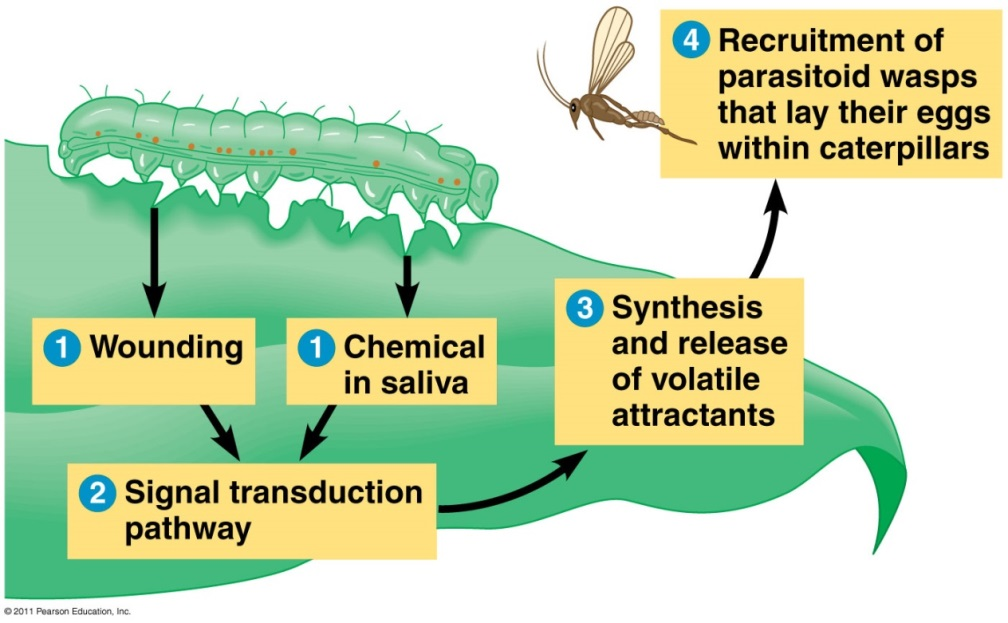 4 Recruitment of
parasitoid wasps
that lay their eggs
within caterpillars
1 Wounding
1 Chemical
in saliva
2 Signal transduction
pathway
3 Synthesis
and release
of volatile
attractants
© 2011 Pearson Education, Inc.